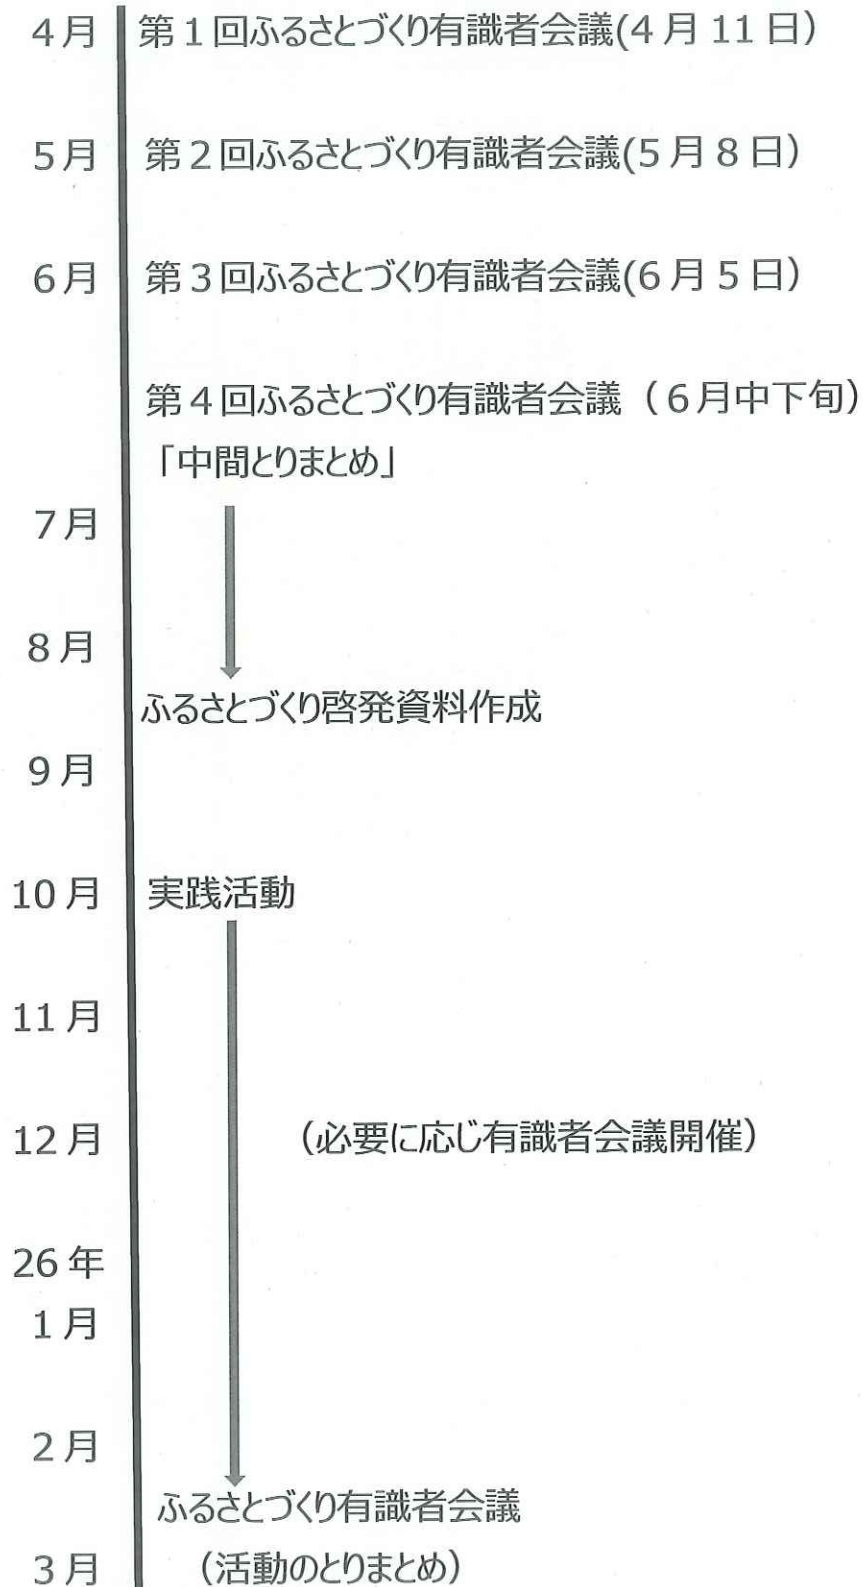 4月 第1回ふるさとづくり有識者会議(4月11日)
5月 第2回ふるさとづくり有識者会議(5月8日)
6月 第3回ふるさとづくり有識者会議(6月5日)
第4回ふるさとづくり有識者会議（6月中下旬）
「中間とりまとめ」
7月
8月
ふるさとづくり啓発資料作成
9月
10月 実践活動
11月
12月 （必要に応じ有識者会議開催）
26年
1月
2月
ふるさとづくり有識者会議
3月 （活動のとりまとめ）